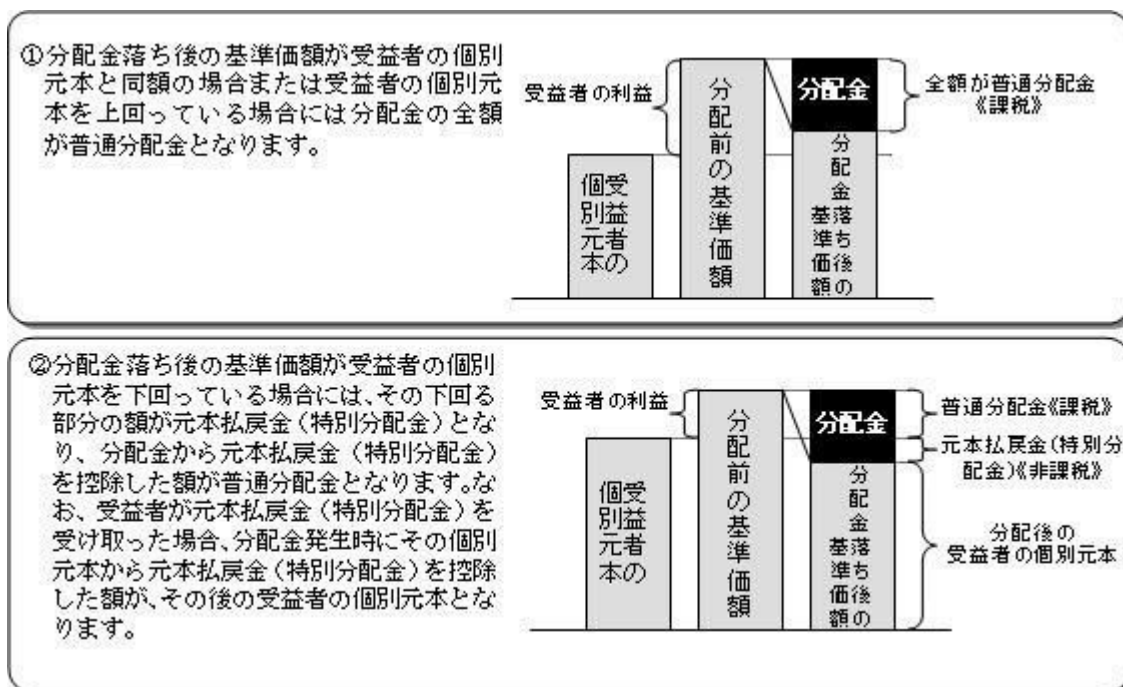 ①分配金落ち後の基準価額が受益者の個別
元本と同額の場合または受益者の個別元
本を上回っている場合には分配金の全額
が普通分配金となります。
受益者の利益
受益者の
個別元本
分配前の基準価額
分配金
分配金落ち後の
基準価額
全額が普通分配金
《課税》
②分配金落ち後の基準価額が受益者の個別
元本を下回っている場合には、その下回る
部分の額が元本払戻金（特別分配金）とな
り、分配金から元本払戻金（特別分配金）
を控除した額が普通分配金となります。な
お、受益者が元本払戻金（特別分配金）を
受け取った場合、分配金発生時にその個別
元本から元本払戻金（特別分配金）を控除
した額が、その後の受益者の個別元本とな
ります。
受益者の利益
受益者の
個別元本
分配前の基準価額
分配金
分配金落ち後の
基準価額
普通分配金《課税》
元本払戻金（特別分
配金）《非課税》
分配後の
受益者の個別元本